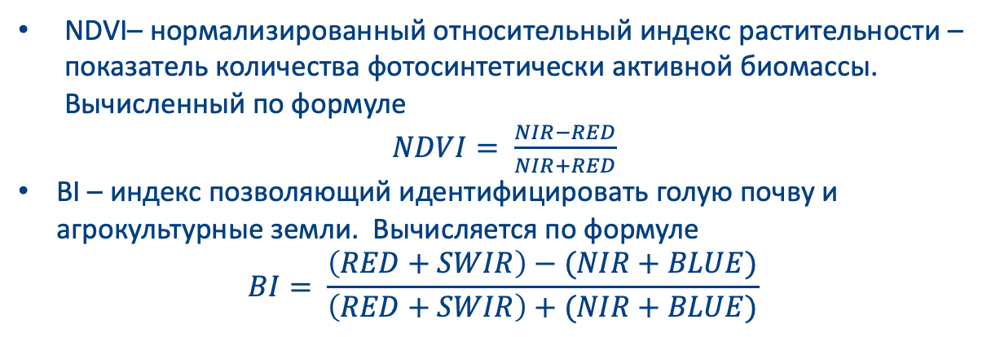 • NDVI– нормализированный относительный индекс растительности –
показатель количества фотосинтетически активной биомассы.
Вычисленный по формуле
NDVI = \frac{NIR−RED}{NIR+RED}
• BI – индекс позволяющий идентифицировать голую почву и
агрокультурные земли.  Вычисляется по формуле
BI = \frac{(RED + SWIR) − (NIR + BLUE)}{(RED + SWIR) + (NIR + BLUE)}